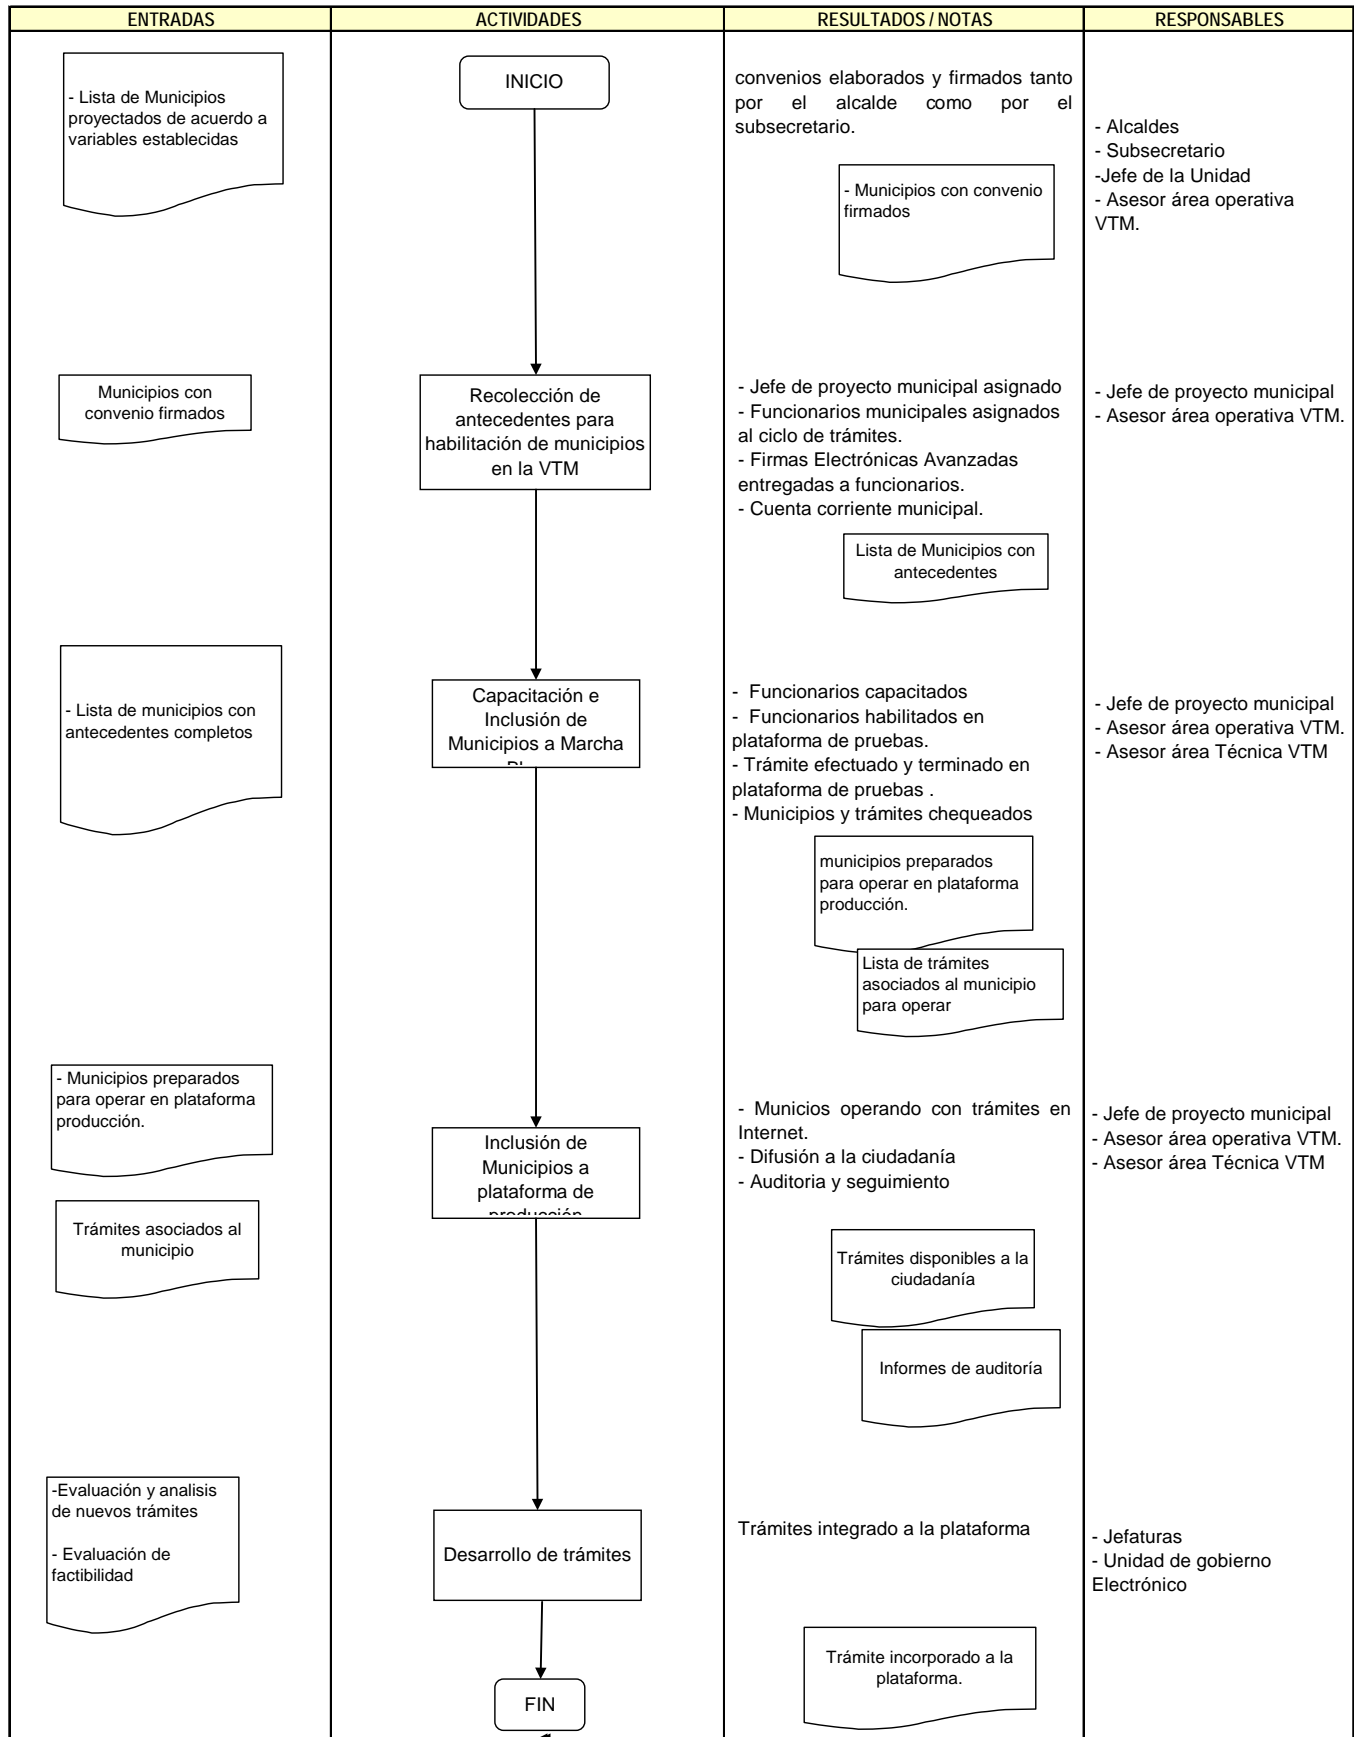 ENTRADAS
ACTIVIDADES
RESULTADOS / NOTAS
RESPONSABLES
- Lista de Municipios
proyectados de acuerdo a
variables establecidas
INICIO
convenios elaborados y firmados tanto
por el alcalde como por el
subsecretario.
- Municipios con convenio
firmados
- Alcaldes
- Subsecretario
-Jefe de la Unidad
- Asesor área operativa
VTM.
Municipios con
convenio firmados
Recolección de
antecedentes para
habilitación de municipios
en la VTM
- Jefe de proyecto municipal asignado
- Funcionarios municipales asignados
al ciclo de trámites.
- Firmas Electrónicas Avanzadas
entregadas a funcionarios.
- Cuenta corriente municipal.
Lista de Municipios con
antecedentes
- Jefe de proyecto municipal
- Asesor área operativa VTM.
- Lista de municipios con
antecedentes completos
Capacitación e
Inclusión de
Municipios a Marcha
- Funcionarios capacitados
- Funcionarios habilitados en
plataforma de pruebas.
- Trámite efectuado y terminado en
plataforma de pruebas .
- Municipios y trámites chequeados
municipios preparados
para operar en plataforma
producción.
Lista de trámites
asociados al municipio
para operar
- Jefe de proyecto municipal
- Asesor área operativa VTM.
- Asesor área Técnica VTM
- Municipios preparados
para operar en plataforma
producción.
Trámites asociados al
municipio
Inclusión de
Municipios a
plataforma de
producción
- Municios operando con trámites en
Internet.
- Difusión a la ciudadanía
- Auditoria y seguimiento
Trámites disponibles a la
ciudadanía
Informes de auditoría
- Jefe de proyecto municipal
- Asesor área operativa VTM.
- Asesor área Técnica VTM
-Evaluación y analisis
de nuevos trámites
- Evaluación de
factibilidad
Desarrollo de trámites
Trámites integrado a la plataforma
Trámite incorporado a la
plataforma.
- Jefaturas
- Unidad de gobierno
Electrónico
FIN